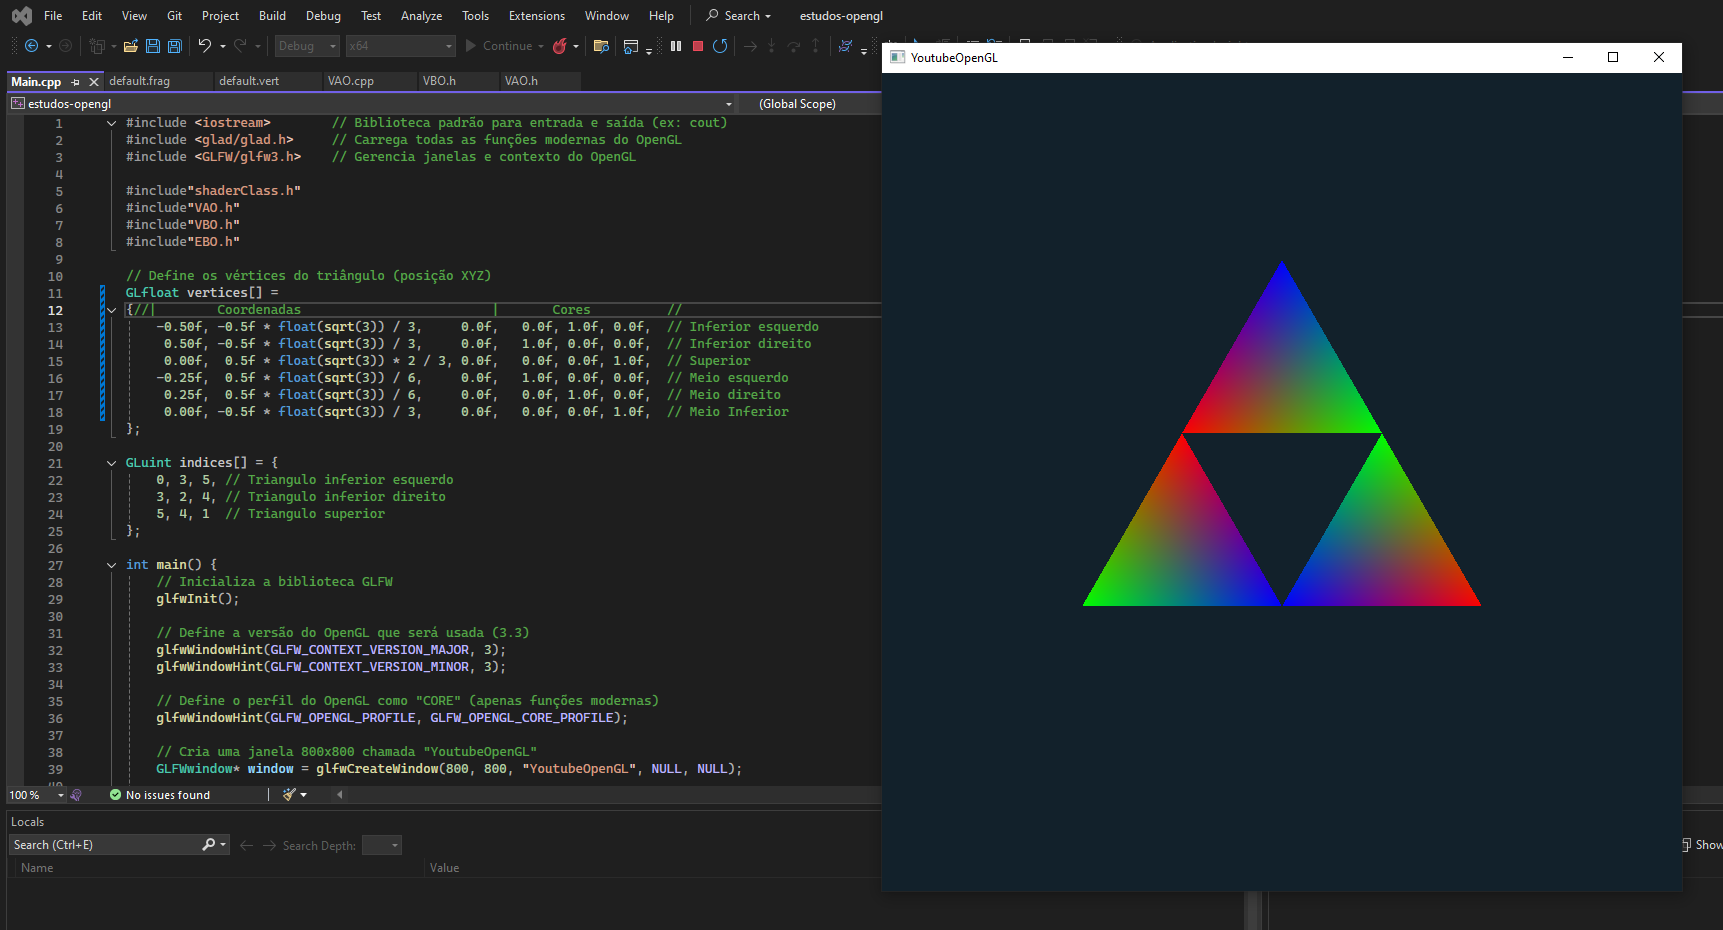 File Edit View Git Project Build Debug Test Analyze Tools Extensions Window Help Search estudos-opengl
Debug x64 Continue
Main.cpp default.frag default.vert VAO.cpp VBO.h VAO.h
estudos-opengl (Global Scope)
1 #include <iostream> // Biblioteca padrão para entrada e saída (ex: cout)
2 #include <glad/glad.h> // Carrega todas as funções modernas do OpenGL
3 #include <GLFW/glfw3.h> // Gerencia janelas e contexto do OpenGL
4
5 #include"shaderClass.h"
6 #include"VAO.h"
7 #include"VBO.h"
8 #include"EBO.h"
9
10 // Define os vértices do triângulo (posição XYZ)
11 GLfloat vertices[] =
12 {//| Coordenadas | Cores //
13 -0.50f, -0.5f * float(sqrt(3)) / 3, 0.0f, 0.0f, 1.0f, 0.0f, // Inferior esquerdo
14 0.50f, -0.5f * float(sqrt(3)) / 3, 0.0f, 1.0f, 0.0f, 0.0f, // Inferior direito
15 0.00f, 0.5f * float(sqrt(3)) * 2 / 3, 0.0f, 0.0f, 0.0f, 1.0f, // Superior
16 -0.25f, 0.5f * float(sqrt(3)) / 6, 0.0f, 1.0f, 0.0f, 0.0f, // Meio esquerdo
17 0.25f, 0.5f * float(sqrt(3)) / 6, 0.0f, 0.0f, 1.0f, 0.0f, // Meio direito
18 0.00f, -0.5f * float(sqrt(3)) / 3, 0.0f, 0.0f, 0.0f, 1.0f, // Meio Inferior
19 };
20
21 GLuint indices[] = {
22 0, 3, 5, // Triangulo inferior esquerdo
23 3, 2, 4, // Triangulo inferior direito
24 5, 4, 1 // Triangulo superior
25 };
26
27 int main() {
28 // Inicializa a biblioteca GLFW
29 glfwInit();
30
31 // Define a versão do OpenGL que será usada (3.3)
32 glfwWindowHint(GLFW_CONTEXT_VERSION_MAJOR, 3);
33 glfwWindowHint(GLFW_CONTEXT_VERSION_MINOR, 3);
34
35 // Define o perfil do OpenGL como "CORE" (apenas funções modernas)
36 glfwWindowHint(GLFW_OPENGL_PROFILE, GLFW_OPENGL_CORE_PROFILE);
37
38 // Cria uma janela 800x800 chamada "YoutubeOpenGL"
39 GLFWwindow* window = glfwCreateWindow(800, 800, "YoutubeOpenGL", NULL, NULL);
100 % No issues found
Locals
Search (Ctrl+E) Search Depth:
Name Value
YoutubeOpenGL
Show